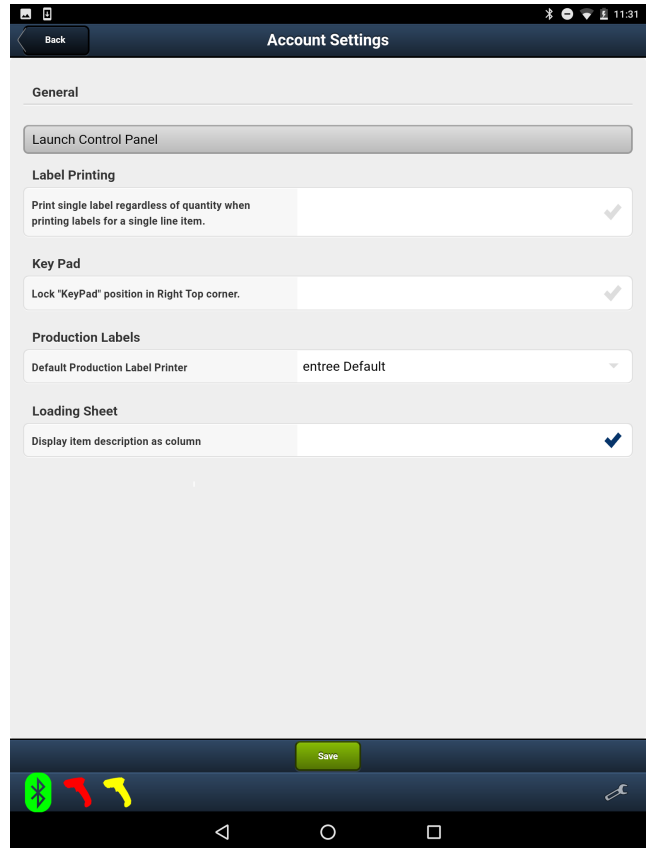 11:31
Back
Account Settings
General
Launch Control Panel
Label Printing
Print single label regardless of quantity when
printing labels for a single line item.
Key Pad
Lock "KeyPad" position in Right Top corner.
Production Labels
Default Production Label Printer
entree Default
Loading Sheet
Display item description as column
Save